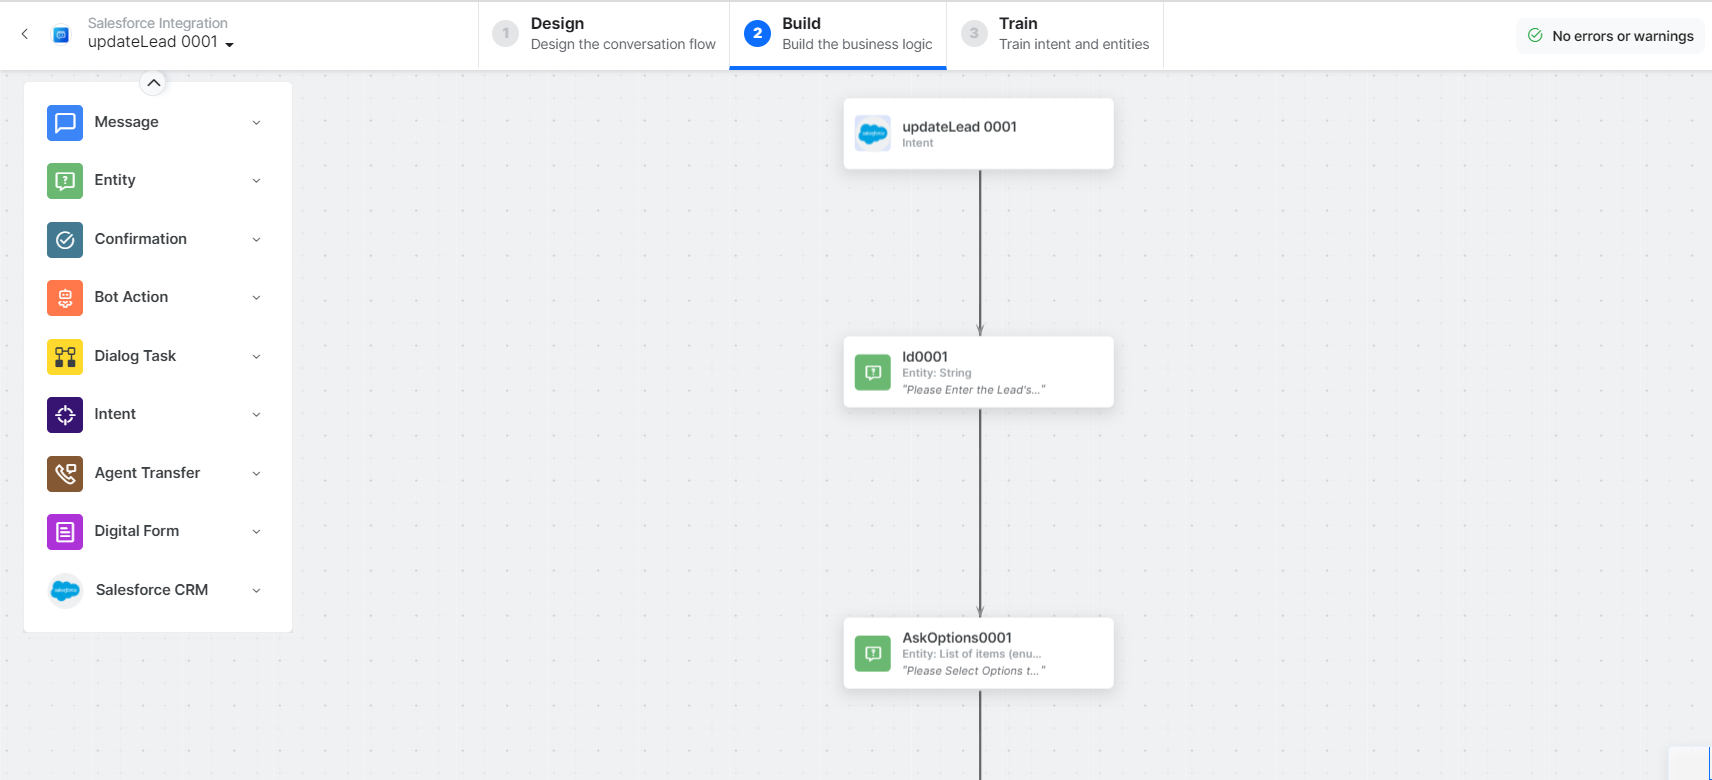 Salesforce Integration
updateLead 0001
1
Design
Design the conversation flow
2
Build
Build the business logic
3
Train
Train intent and entities
No errors or warnings
Message
Entity
Confirmation
Bot Action
Dialog Task
Intent
Agent Transfer
Digital Form
salesforce
Salesforce CRM
salesforce
updateLead 0001
Intent
Id0001
Entity: String
"Please Enter the Lead's..."
AskOptions0001
Entity: List of items (enu...
"Please Select Options t..."